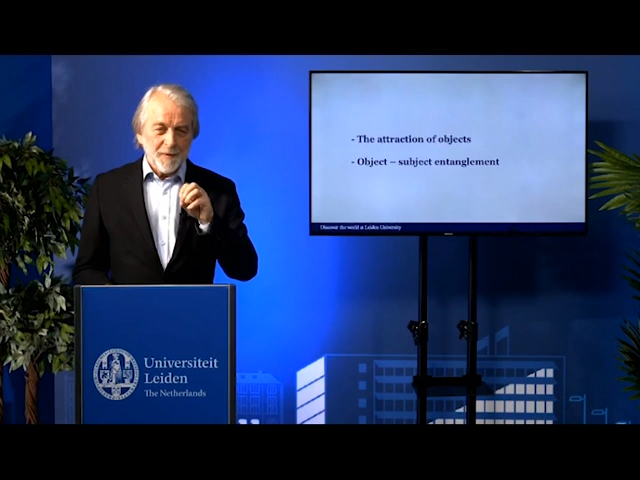 - The attraction of objects
- Object – subject entanglement
Discover the world at Leiden University
Universiteit
Leiden
The Netherlands